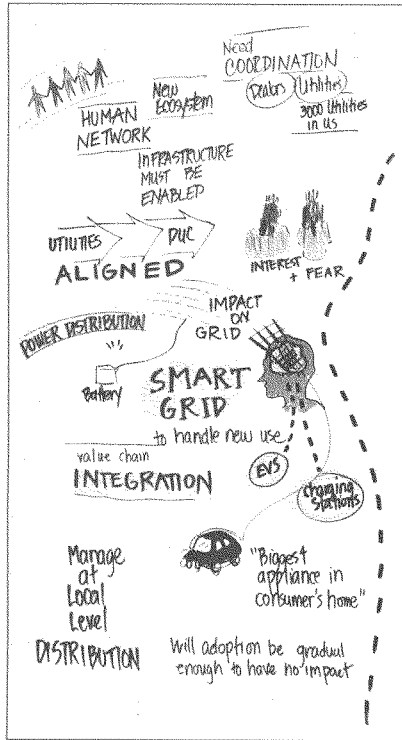 Need
COORDINATION
Dealers
Utilities
3000 Utilities
in US
New
Ecosystem
HUMAN
NETWORK
INFRASTRUCTURE
MUST BE
ENABLED
UTILITIES
PUC
ALIGNED
INTEREST
+ FEAR
IMPACT
ON
GRID
POWER DISTRIBUTION
Battery
SMART
GRID
to handle new use
value chain
INTEGRATION
EVS
Charging
Stations
Manage
at
Local
Level
DISTRIBUTION
"Biggest
appliance in
consumer's home"
Will adoption be gradual
enough to have no impact